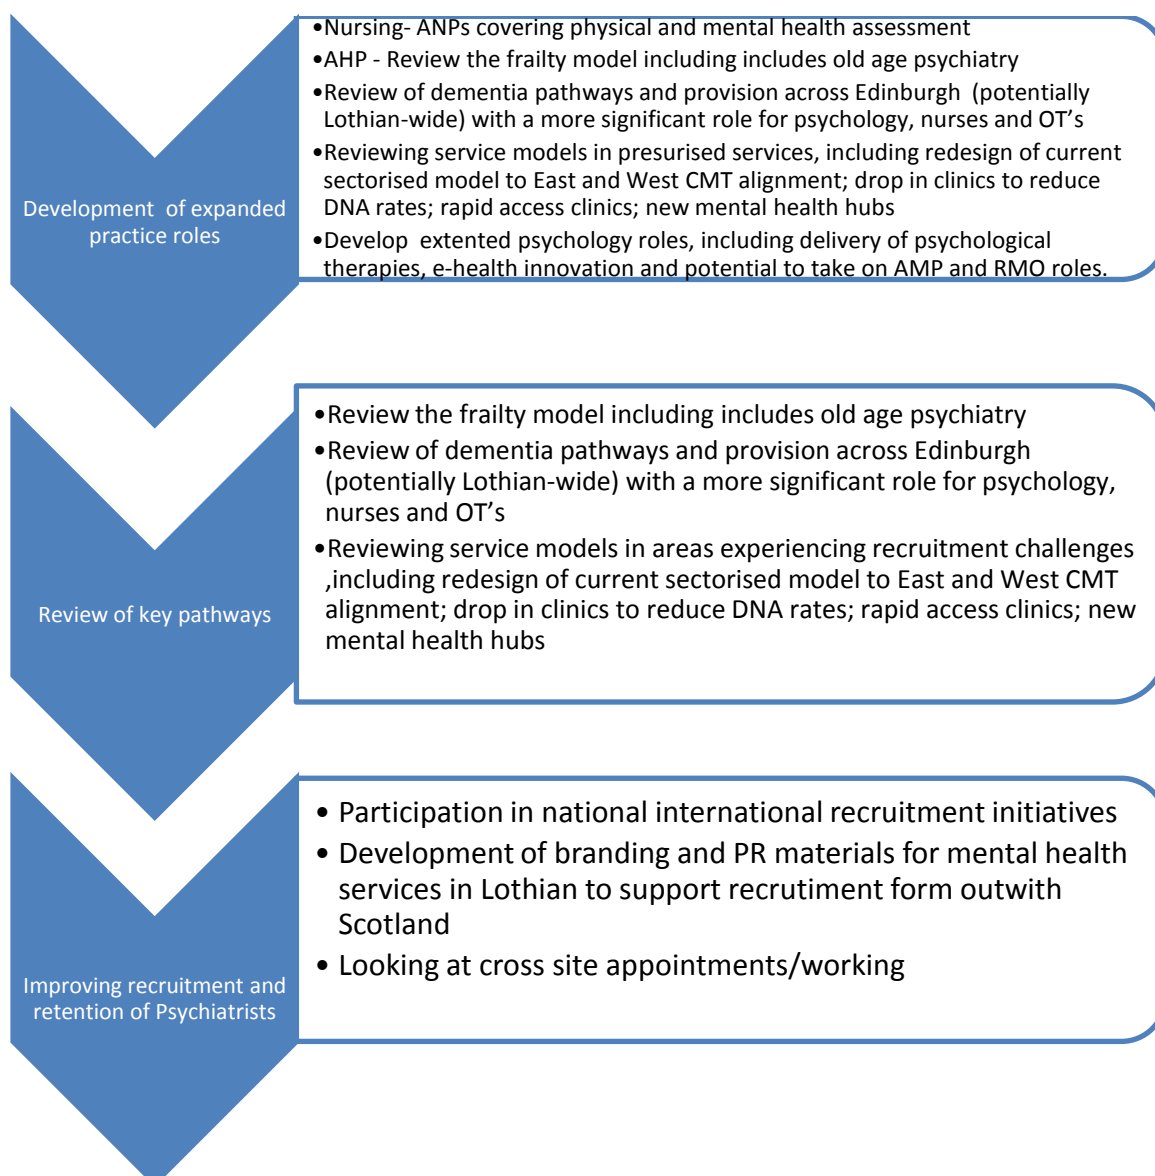 •Nursing- ANPs covering physical and mental health assessment
•AHP - Review the frailty model including includes old age psychiatry
•Review of dementia pathways and provision across Edinburgh (potentially
Lothian-wide) with a more significant role for psychology, nurses and OT’s
•Reviewing service models in presurised services, including redesign of current
sectorised model to East and West CMT alignment; drop in clinics to reduce
DNA rates; rapid access clinics; new mental health hubs
•Develop extented psychology roles, including delivery of psychological
therapies, e-health innovation and potential to take on AMP and RMO roles.
Development of expanded
practice roles
•Review the frailty model including includes old age psychiatry
•Review of dementia pathways and provision across Edinburgh
(potentially Lothian-wide) with a more significant role for psychology,
nurses and OT’s
•Reviewing service models in areas experiencing recruitment challenges
,including redesign of current sectorised model to East and West CMT
alignment; drop in clinics to reduce DNA rates; rapid access clinics; new
mental health hubs
Review of key pathways
• Participation in national international recruitment initiatives
• Development of branding and PR materials for mental health
services in Lothian to support recrutiment form outwith
Scotland
• Looking at cross site appointments/working
Improving recruitment and
retention of Psychiatrists